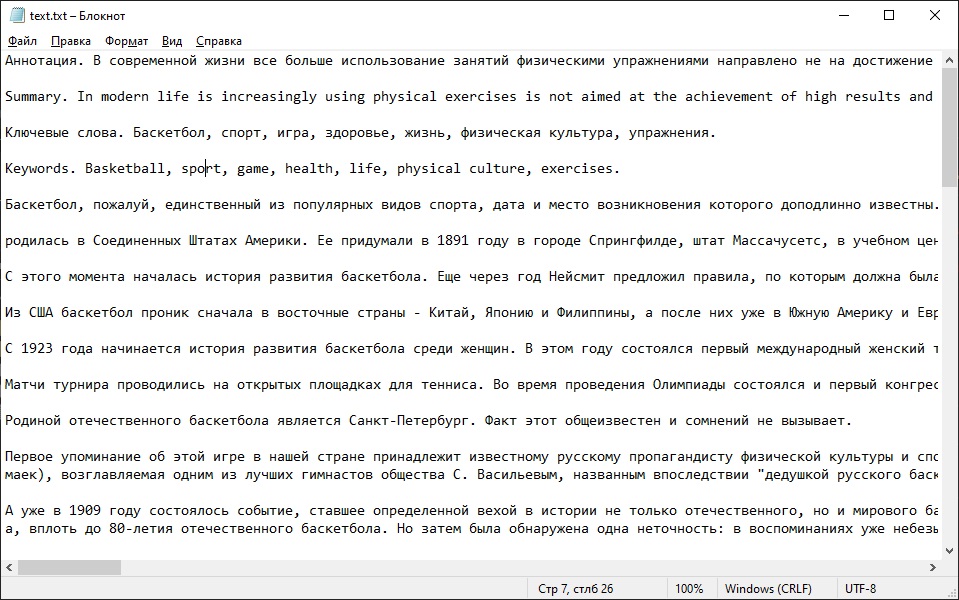 text.txt – Блокнот
Файл Правка Формат Вид Справка
Аннотация. В современной жизни все больше использование занятий физическими упражнениями направлено не на достижение
Summary. In modern life is increasingly using physical exercises is not aimed at the achievement of high results and
Ключевые слова. Баскетбол, спорт, игра, здоровье, жизнь, физическая культура, упражнения.
Keywords. Basketball, sport, game, health, life, physical culture, exercises.
Баскетбол, пожалуй, единственный из популярных видов спорта, дата и место возникновения которого доподлинно известны.
родилась в Соединенных Штатах Америки. Ее придумали в 1891 году в городе Спрингфилде, штат Массачусетс, в учебном
С этого момента началась история развития баскетбола. Еще через год Нейсмит предложил правила, по которым должна была
Из США баскетбол проник сначала в восточные страны - Китай, Японию и Филиппины, а после них уже в Южную Америку и
С 1923 года начинается история развития баскетбола среди женщин. В этом году состоялся первый международный женский
Матчи турнира проводились на открытых площадках для тенниса. Во время проведения Олимпиады состоялся и первый
Родиной отечественного баскетбола является Санкт-Петербург. Факт этот общеизвестен и сомнений не вызывает.
Первое упоминание об этой игре в нашей стране принадлежит известному русскому пропагандисту физической культуры и
маек), возглавляемая одним из лучших гимнастов общества С. Васильевым, названным впоследствии "дедушкой русского
А уже в 1909 году состоялось событие, ставшее определенной вехой в истории не только отечественного, но и мирового
а, вплоть до 80-летия отечественного баскетбола. Но затем была обнаружена одна неточность: в воспоминаниях уже
Стр 7, стлб 26 100% Windows (CRLF) UTF-8